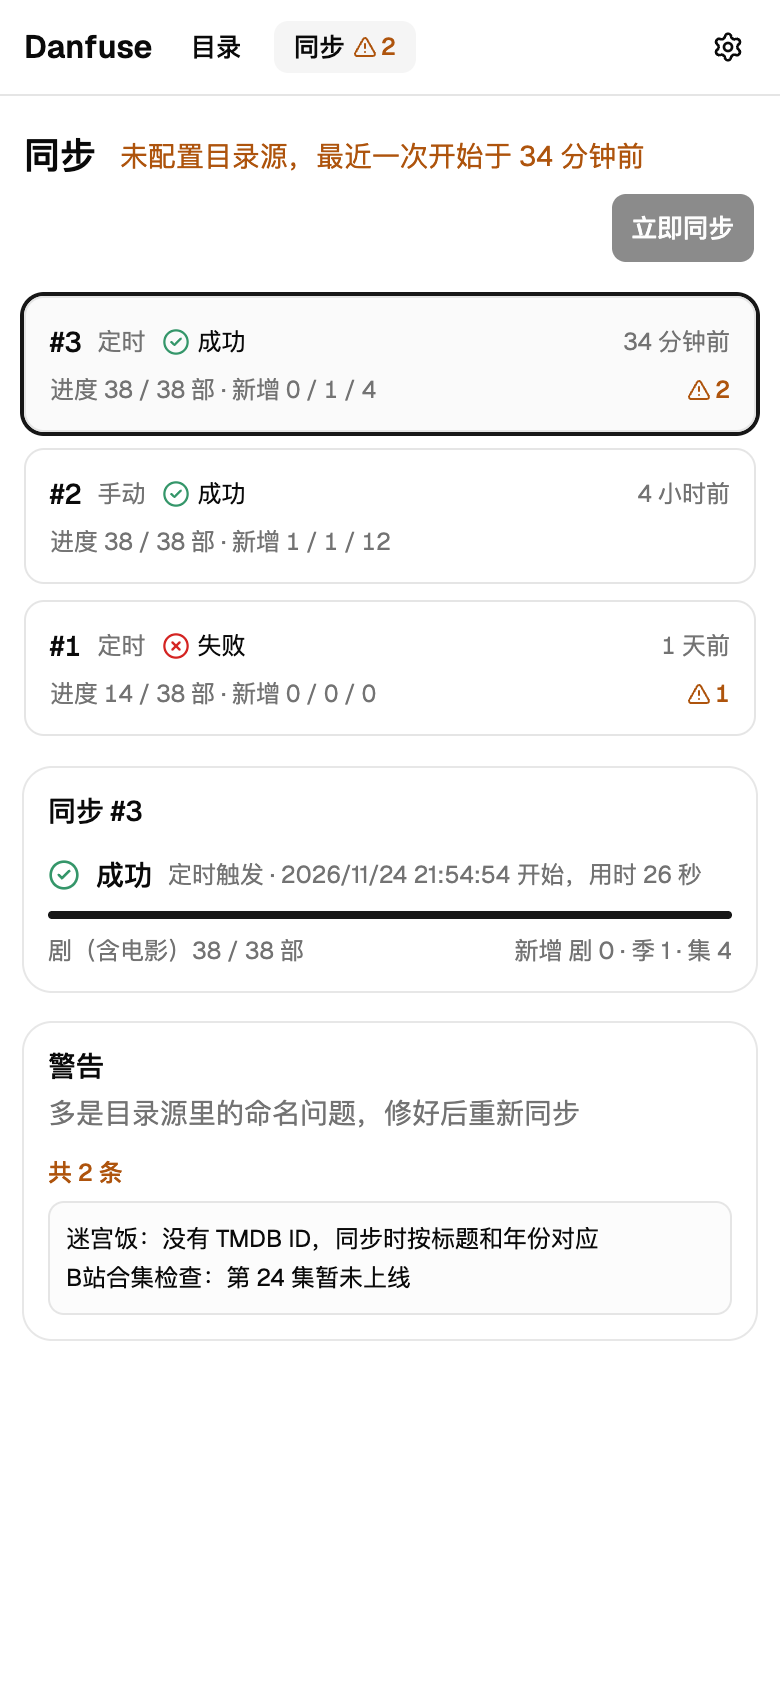 Danfuse 目录 同步 2
同步 未配置目录源，最近一次开始于 34 分钟前
立即同步
#3 定时 成功 34 分钟前
进度 38 / 38 部 · 新增 0 / 1 / 4 2
#2 手动 成功 4 小时前
进度 38 / 38 部 · 新增 1 / 1 / 12
#1 定时 失败 1 天前
进度 14 / 38 部 · 新增 0 / 0 / 0 1
同步 #3
成功 定时触发 · 2026/11/24 21:54:54 开始，用时 26 秒
剧（含电影）38 / 38 部 新增 剧 0 · 季 1 · 集 4
警告
多是目录源里的命名问题，修好后重新同步
共 2 条
迷宫饭：没有 TMDB ID，同步时按标题和年份对应
B站合集检查：第 24 集暂未上线